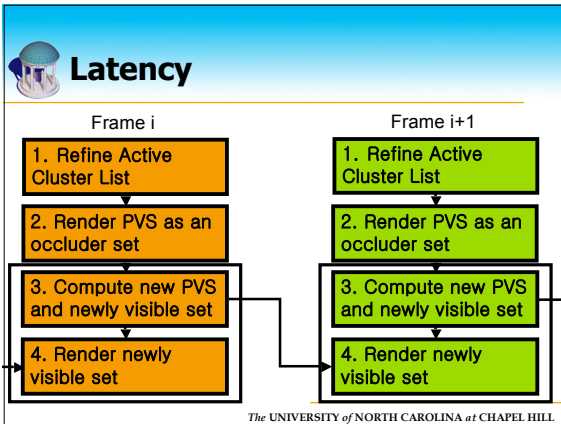 Latency
Frame i
1. Refine Active
Cluster List
2. Render PVS as an
occluder set
3. Compute new PVS
and newly visible set
4. Render newly
visible set
Frame i+1
1. Refine Active
Cluster List
2. Render PVS as an
occluder set
3. Compute new PVS
and newly visible set
4. Render newly
visible set
The UNIVERSITY of NORTH CAROLINA at CHAPEL HILL